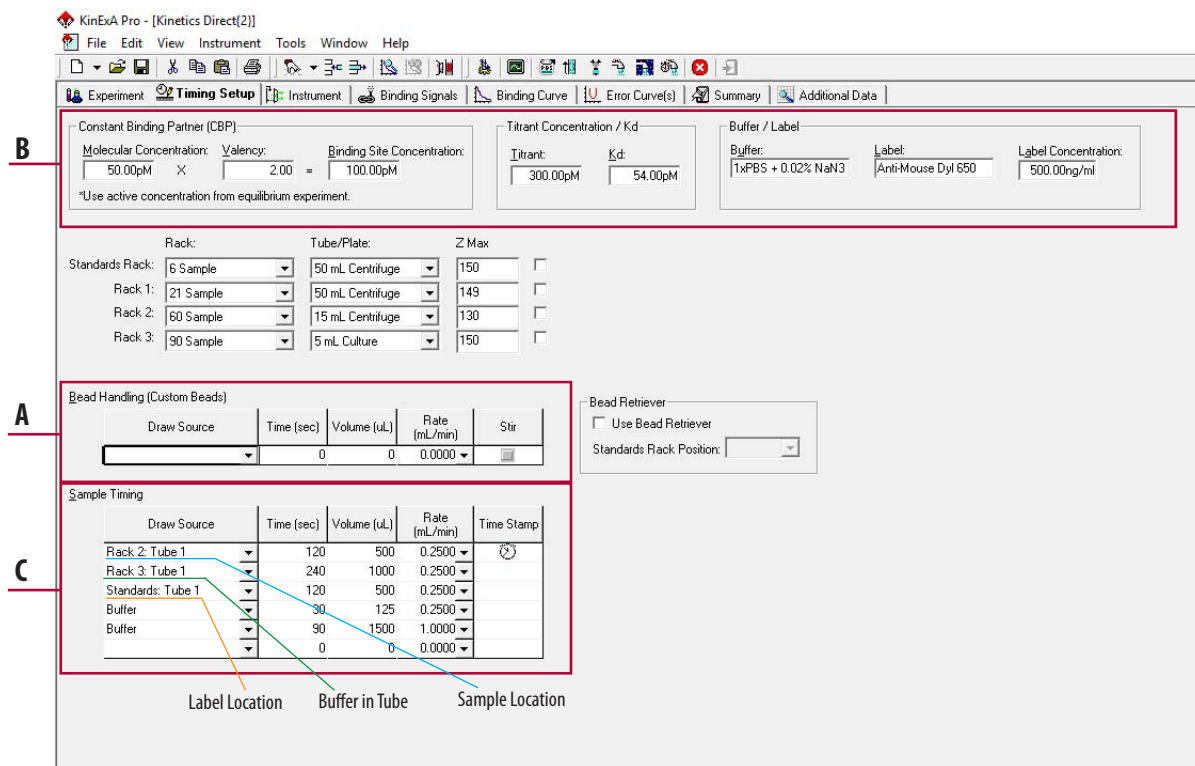 KinExA Pro - [Kinetics Direct{2}]
File Edit View Instrument Tools Window Help
Experiment Timing Setup Instrument Binding Signals Binding Curve Error Curve(s) Summary Additional Data
B
Constant Binding Partner (CBP) Titrant Concentration / Kd Buffer / Label
Molecular Concentration: Valency: Binding Site Concentration: Titrant: Kd: Buffer: Label: Label Concentration:
50.00pM X 2.00 = 100.00pM 300.00pM 54.00pM 1xPBS + 0.02% NaN3 Anti-Mouse Dyl 650 500.00ng/ml
*Use active concentration from equilibrium experiment.
Rack: Tube/Plate: Z Max
Standards Rack: 6 Sample 50 mL Centrifuge 150
Rack 1: 21 Sample 50 mL Centrifuge 149
Rack 2: 60 Sample 15 mL Centrifuge 130
Rack 3: 90 Sample 5 mL Culture 150
A
Bead Handling (Custom Beads)
Draw Source Time (sec) Volume (uL) Rate (mL/min) Stir
0 0 0.0000
Bead Retriever
Use Bead Retriever
Standards Rack Position:
C
Sample Timing
Draw Source Time (sec) Volume (uL) Rate (mL/min) Time Stamp
Rack 2: Tube 1 120 500 0.2500
Rack 3: Tube 1 240 1000 0.2500
Standards: Tube 1 120 500 0.2500
Buffer 30 125 0.2500
Buffer 90 1500 1.0000
0 0 0.0000
Label Location Buffer in Tube Sample Location